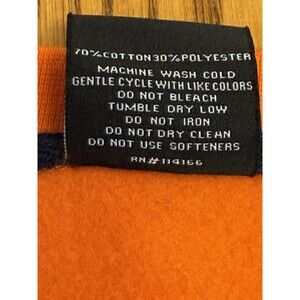 70% COTTON 30% POLYESTER
MACHINE WASH COLD
GENTLE CYCLE WITH LIKE COLORS
DO NOT BLEACH
TUMBLE DRY LOW
DO NOT IRON
DO NOT DRY CLEAN
DO NOT USE SOFTENERS
RN#114166